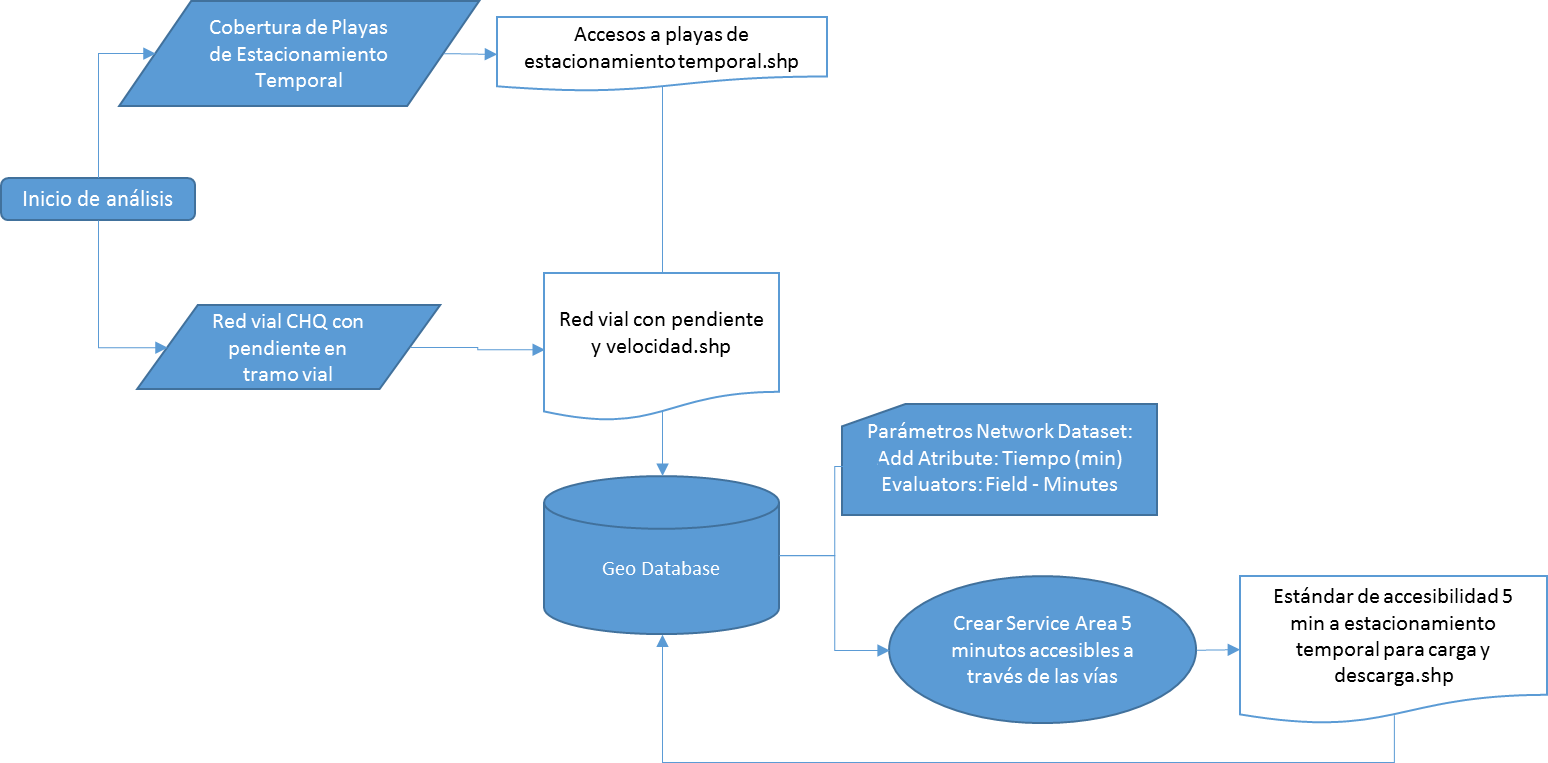 Cobertura de Playas
de Estacionamiento
Temporal
Accesos a playas de
estacionamiento temporal.shp
Inicio de análisis
Red vial CHQ con
pendiente en
tramo vial
Red vial con pendiente
y velocidad.shp
Parámetros Network Dataset:
Add Atribute: Tiempo (min)
Evaluators: Field - Minutes
Geo Database
Crear Service Area 5
minutos accesibles a
través de las vías
Estándar de accesibilidad 5
min a estacionamiento
temporal para carga y
descarga.shp